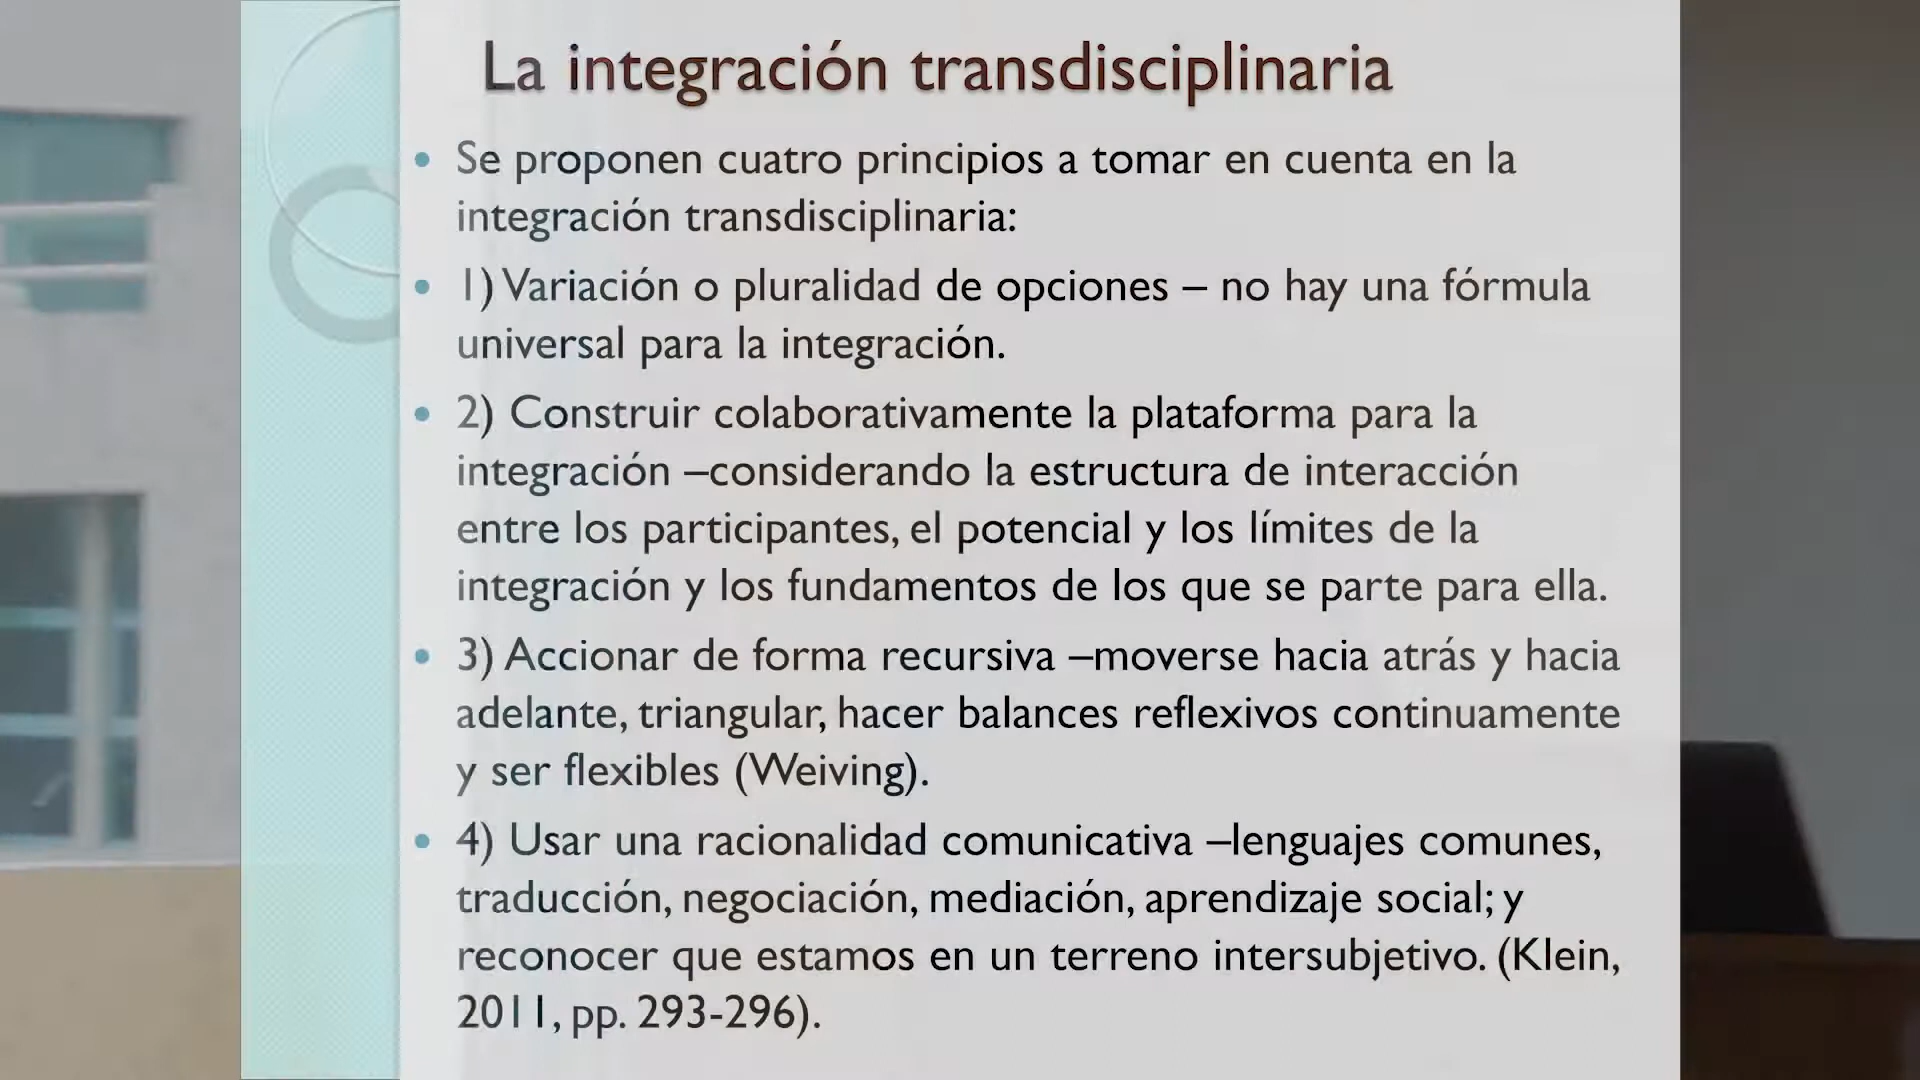 La integración transdisciplinaria
• Se proponen cuatro principios a tomar en cuenta en la
integración transdisciplinaria:
• 1) Variación o pluralidad de opciones – no hay una fórmula
universal para la integración.
• 2) Construir colaborativamente la plataforma para la
integración –considerando la estructura de interacción
entre los participantes, el potencial y los límites de la
integración y los fundamentos de los que se parte para ella.
• 3) Accionar de forma recursiva –moverse hacia atrás y hacia
adelante, triangular, hacer balances reflexivos continuamente
y ser flexibles (Weiving).
• 4) Usar una racionalidad comunicativa –lenguajes comunes,
traducción, negociación, mediación, aprendizaje social; y
reconocer que estamos en un terreno intersubjetivo. (Klein,
2011, pp. 293-296).